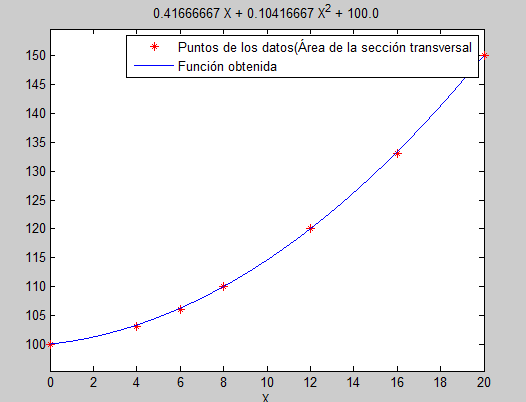 0.41666667 X + 0.10416667 X² + 100.0
Puntos de los datos(Área de la sección transversal
Función obtenida
150
145
140
135
130
125
120
115
110
105
100
0 2 4 6 8 10 12 14 16 18 20
X